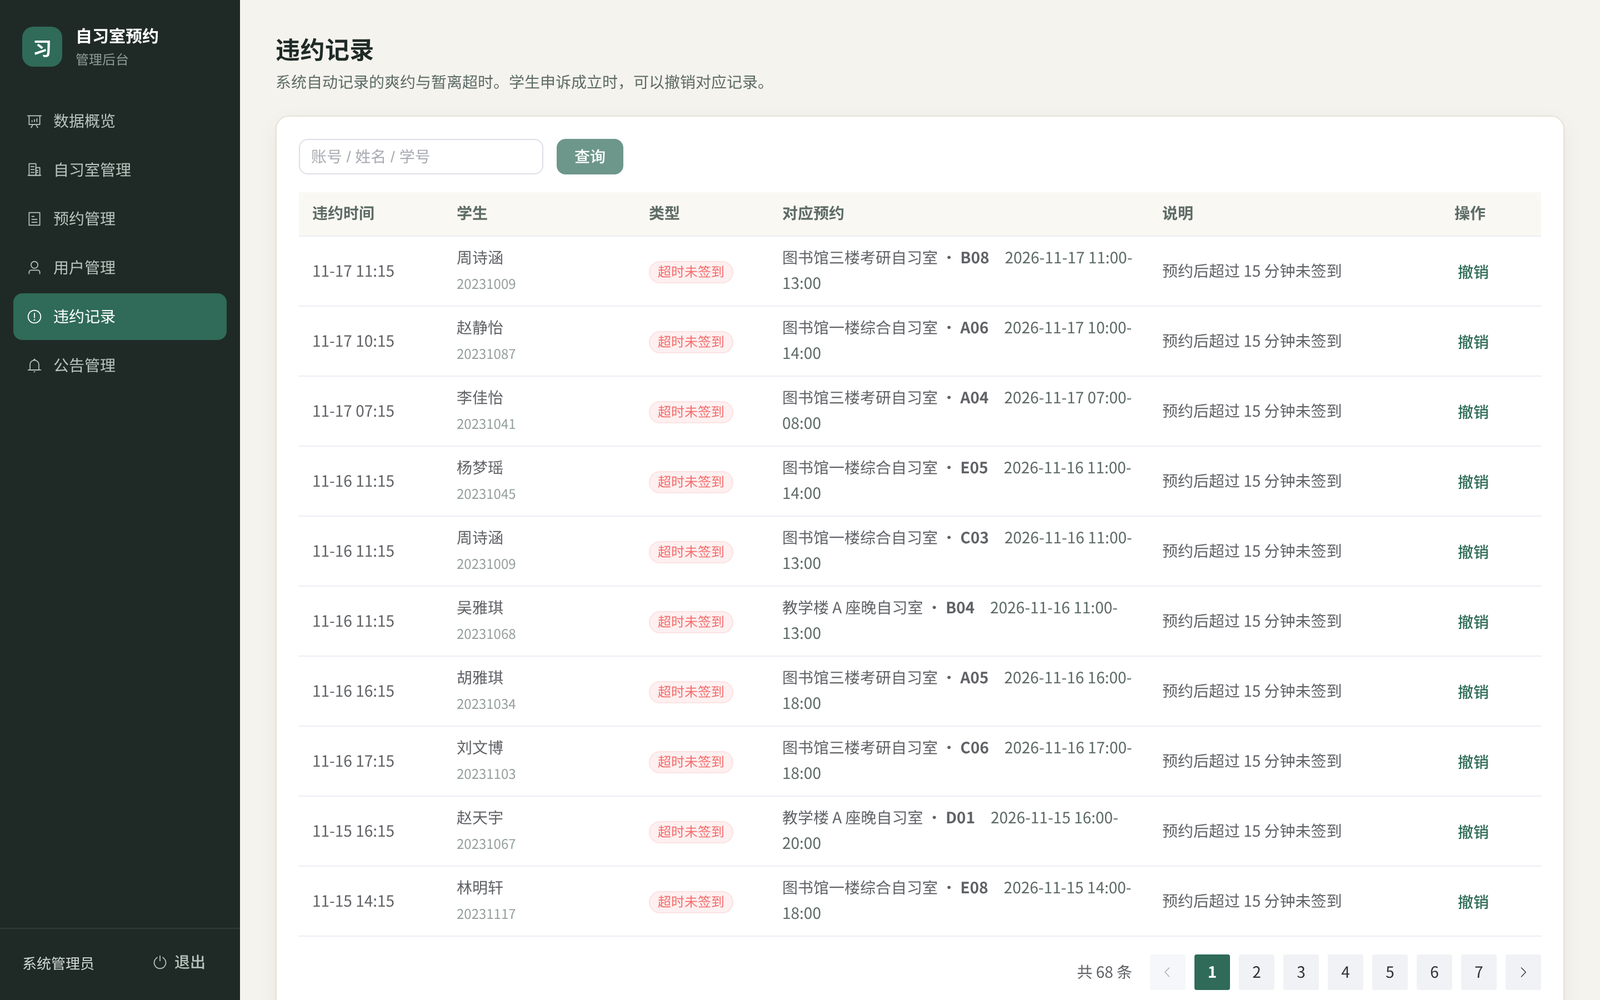 习
自习室预约
管理后台
数据概览
自习室管理
预约管理
用户管理
违约记录
公告管理
系统管理员
退出
违约记录
系统自动记录的爽约与暂离超时。学生申诉成立时，可以撤销对应记录。
账号 / 姓名 / 学号
查询
违约时间 学生 类型 对应预约 说明 操作
11-17 11:15 周诗涵 20231009 超时未签到 图书馆三楼考研自习室 · B08 2026-11-17 11:00-
13:00 预约后超过 15 分钟未签到 撤销
11-17 10:15 赵静怡 20231087 超时未签到 图书馆一楼综合自习室 · A06 2026-11-17 10:00-
14:00 预约后超过 15 分钟未签到 撤销
11-17 07:15 李佳怡 20231041 超时未签到 图书馆三楼考研自习室 · A04 2026-11-17 07:00-
08:00 预约后超过 15 分钟未签到 撤销
11-16 11:15 杨梦瑶 20231045 超时未签到 图书馆一楼综合自习室 · E05 2026-11-16 11:00-
14:00 预约后超过 15 分钟未签到 撤销
11-16 11:15 周诗涵 20231009 超时未签到 图书馆一楼综合自习室 · C03 2026-11-16 11:00-
13:00 预约后超过 15 分钟未签到 撤销
11-16 11:15 吴雅琪 20231068 超时未签到 教学楼 A 座晚自习室 · B04 2026-11-16 11:00-
13:00 预约后超过 15 分钟未签到 撤销
11-16 16:15 胡雅琪 20231034 超时未签到 图书馆三楼考研自习室 · A05 2026-11-16 16:00-
18:00 预约后超过 15 分钟未签到 撤销
11-16 17:15 刘文博 20231103 超时未签到 图书馆三楼考研自习室 · C06 2026-11-16 17:00-
18:00 预约后超过 15 分钟未签到 撤销
11-15 16:15 赵天宇 20231067 超时未签到 教学楼 A 座晚自习室 · D01 2026-11-15 16:00-
20:00 预约后超过 15 分钟未签到 撤销
11-15 14:15 林明轩 20231117 超时未签到 图书馆一楼综合自习室 · E08 2026-11-15 14:00-
18:00 预约后超过 15 分钟未签到 撤销
共 68 条 1 2 3 4 5 6 7